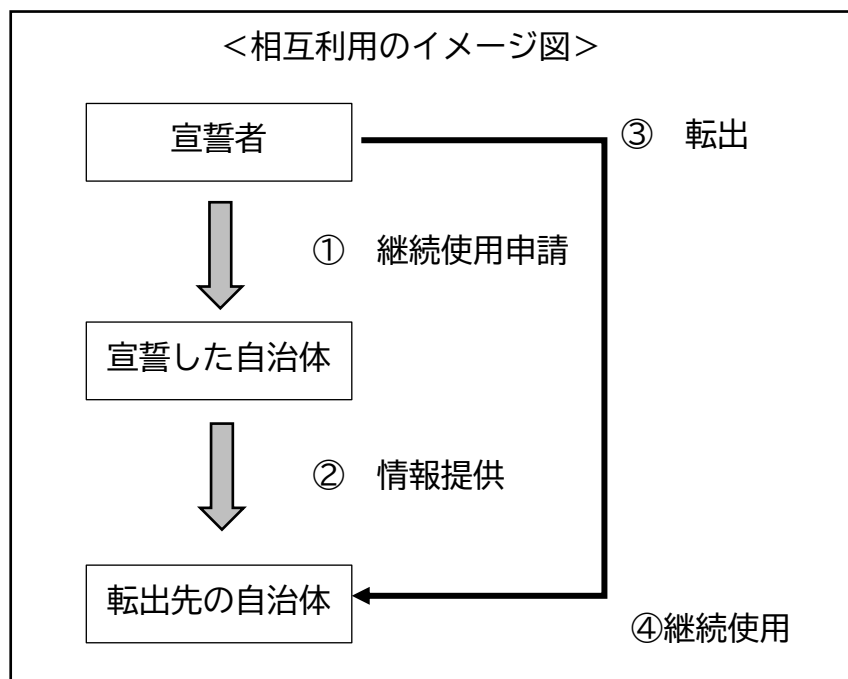 ＜相互利用のイメージ図＞
宣誓者
③　転出
①　継続使用申請
宣誓した自治体
②　情報提供
転出先の自治体
④継続使用